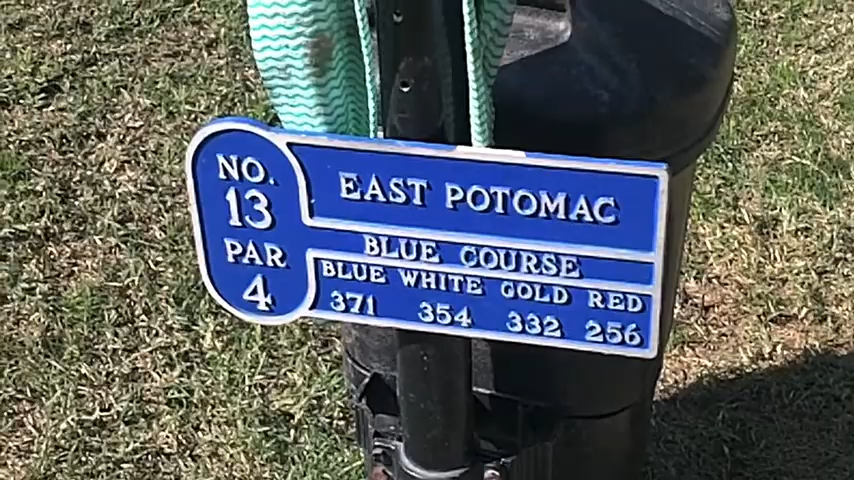 NO.
13
PAR
4
EAST POTOMAC
BLUE COURSE
BLUE WHITE GOLD RED
371 354 332 256